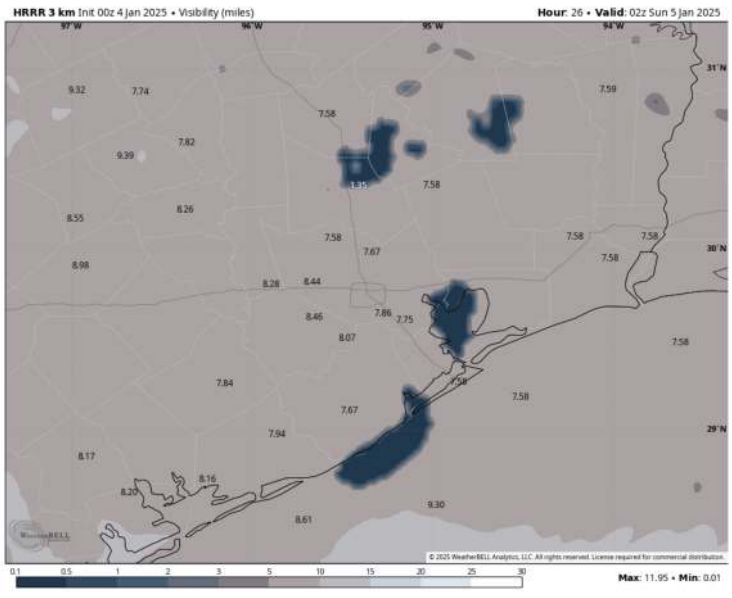 HRRR 3 km Init 00z 4 Jan 2025 • Visibility (miles)
Hour: 26 • Valid: 02z Sun 5 Jan 2025
97°W 96°W 95°W 94°W
31°N
9.32 7.74 7.59
7.58
7.82
9.39
1.35 7.58
8.26
8.55
7.58 7.58 7.58
7.67
30°N
7.58
8.98
8.28 8.44
8.46 7.86 7.75
8.07 7.58
7.84 7.58
7.58
7.67
7.94 29°N
8.17
8.16
8.20
9.30
8.61
WeatherBELL
© 2025 WeatherBELL Analytics, LLC. All rights reserved. License required for commercial distribution.
0.1 0.5 1 2 3 5 10 15 20 25 30
Max: 11.95 • Min: 0.01